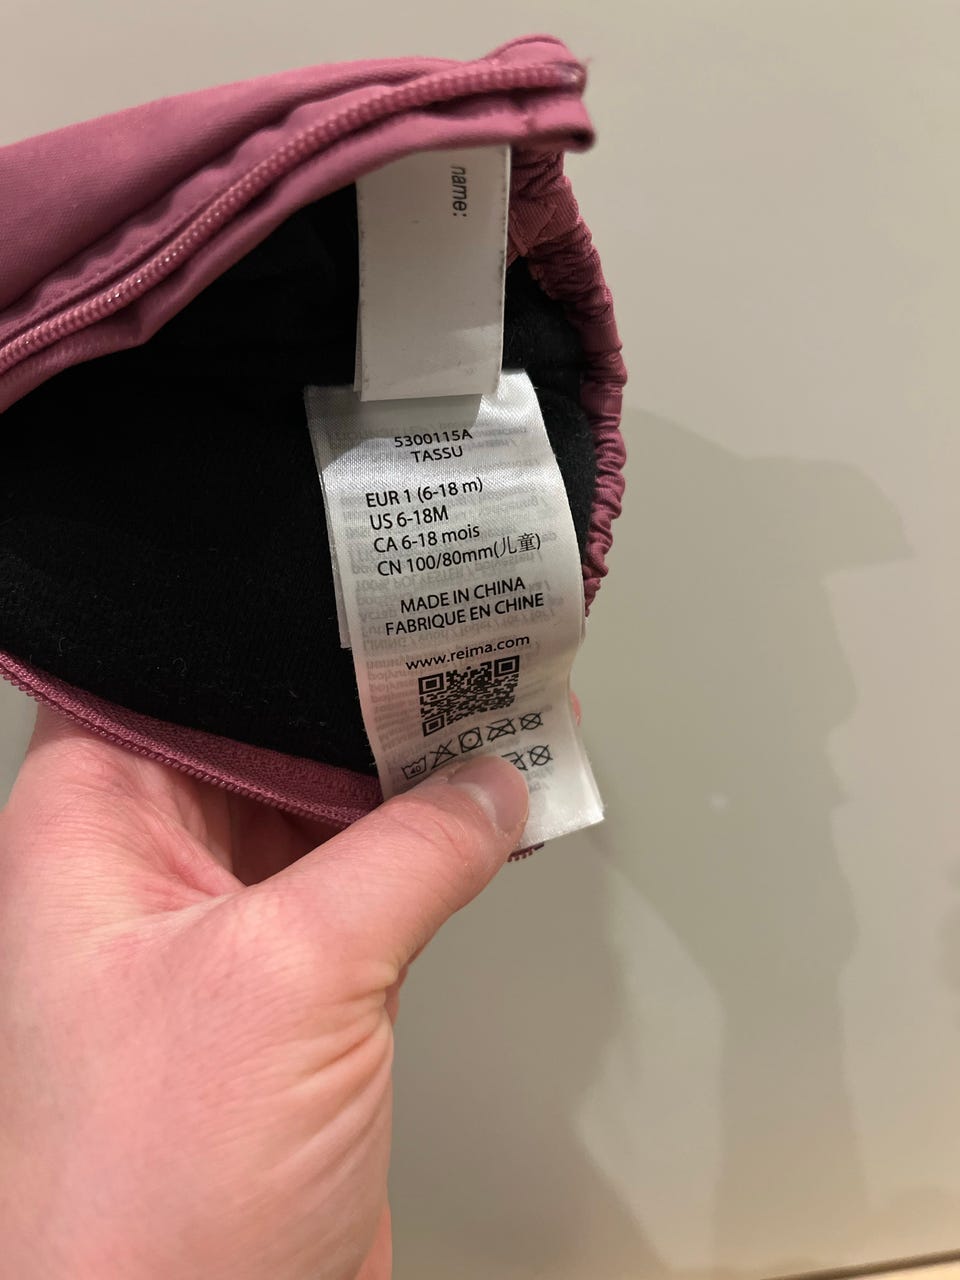 name:
5300115A
TASSU
EUR 1 (6-18 m)
US 6-18M
CA 6-18 mois
CN 100/80mm(儿童)
MADE IN CHINA
FABRIQUE EN CHINE
www.reima.com
40